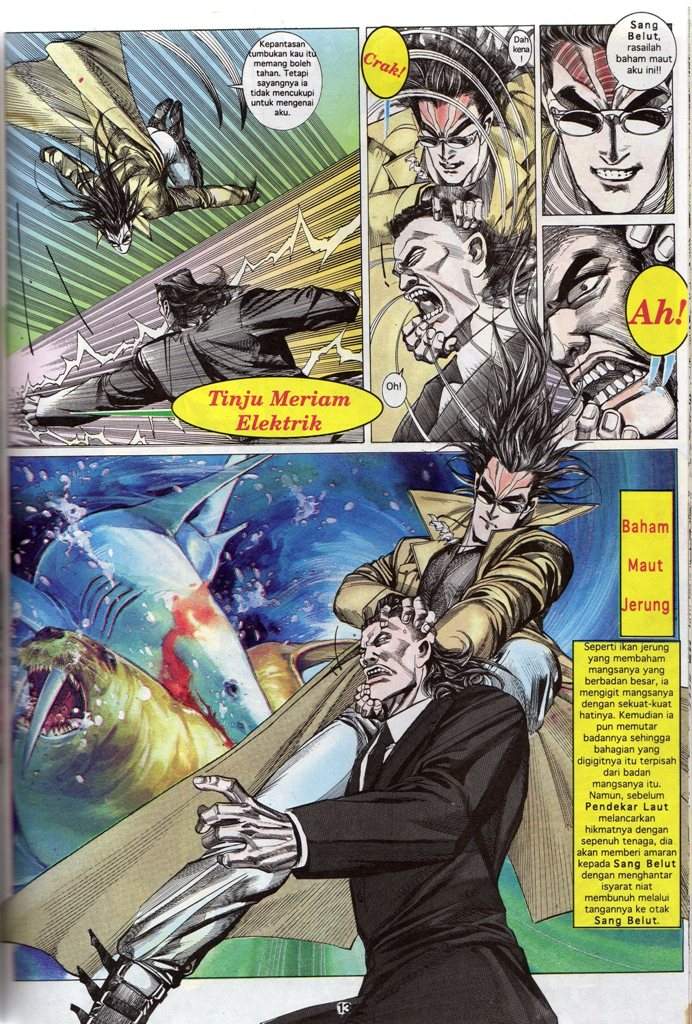 Kepantasan
tumbukan kau itu
memang boleh
tahan. Tetapi
sayangnya ia
tidak mencukupi
untuk mengenai
aku.
Tinju Meriam
Elektrik
Crak!
Dah
kena
!
Oh!
Sang
Belut,
rasailah
baham maut
aku ini!!
Ah!
Baham
Maut
Jerung
Seperti ikan jerung
yang membaham
mangsanya yang
berbadan besar, ia
mengigit mangsanya
dengan sekuat-kuat
hatinya. Kemudian ia
pun memutar
badannya sehingga
bahagian yang
digigitnya itu terpisah
dari badan
mangsanya itu.
Namun, sebelum
Pendekar Laut
melancarkan
hikmatnya dengan
sepenuh tenaga, dia
akan memberi amaran
kepada Sang Belut
dengan menghantar
isyarat niat
membunuh melalui
tangannya ke otak
Sang Belut.
13